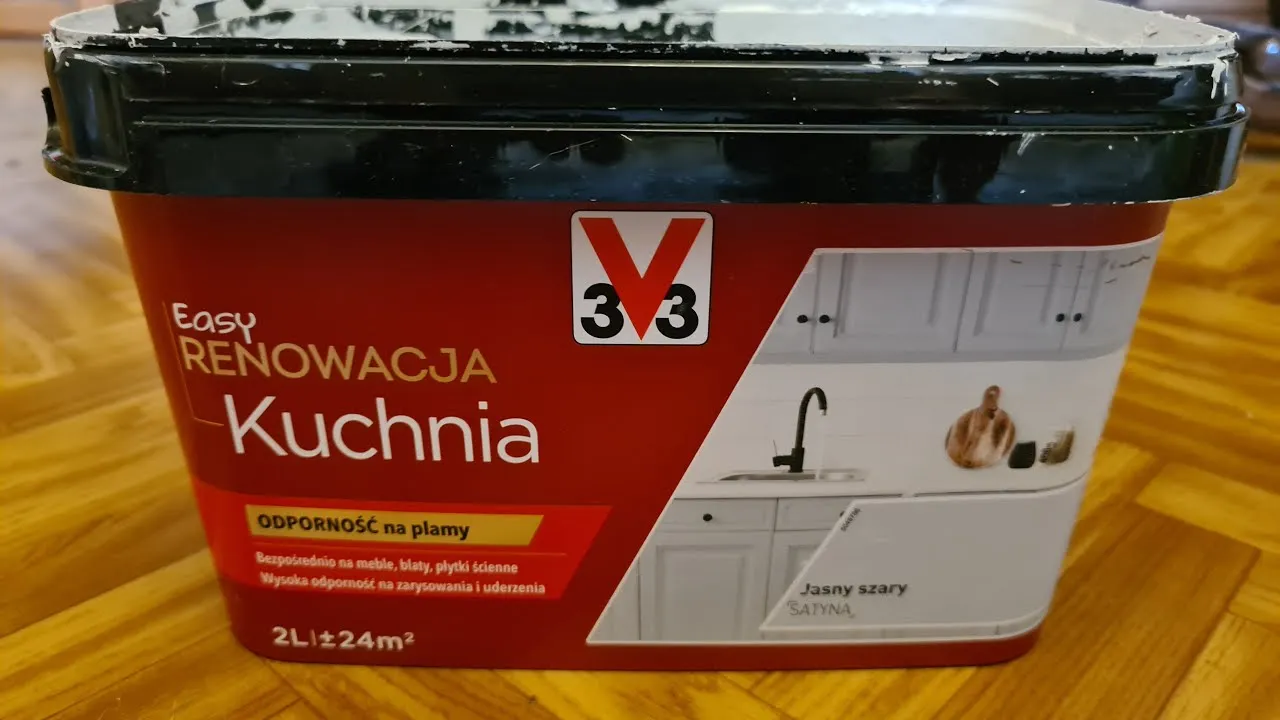 3V3
Easy
RENOWACJA
Kuchnia
ODPORNOŚĆ na plamy
Bezpośrednio na meble, blaty, płytki ścienne
Wysoka odporność na zarysowania i uderzenia
2L|±24m²
Jasny szary
SATYNA